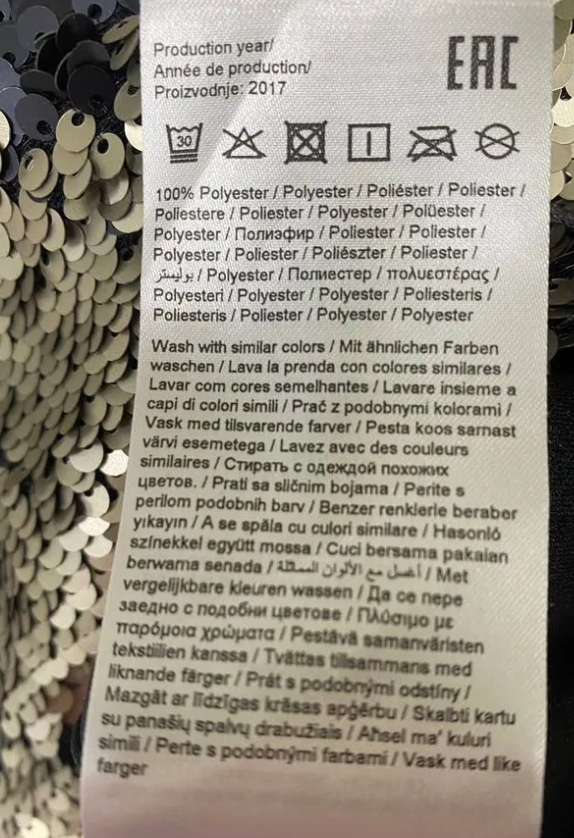 Production year/
EAC
Année de production/
Proizvodnje: 2017
30
100% Polyester / Polyester / Poliéster / Poliester /
Poliestere / Poliester / Polyester / Polüester /
Polyester / Полиэфир / Poliester / Poliester /
Polyester / Poliester / Poliészter / Poliester /
بوليستر / Polyester / Полиестер / πολυεστέρας /
Polyesteri / Polyester / Polyester / Poliesteris /
Poliesteris / Poliester / Polyester / Polyester
Wash with similar colors / Mit ähnlichen Farben
waschen / Lava la prenda con colores similares /
Lavar com cores semelhantes / Lavare insieme a
capi di colori simili / Prać z podobnymi kolorami /
Vask med tilsvarende farver / Pesta koos sarnast
värvi esemetega / Lavez avec des couleurs
similaires / Стирать с одеждой похожих
цветов. / Prati sa sličnim bojama / Perite s
perilom podobnih barv / Benzer renklerle beraber
yıkayın / A se spăla cu culori similare / Hasonló
színekkel együtt mossa / Cuci bersama pakaian
berwarna senada / أغسل مع الألوان المماثلة / Met
vergelijkbare kleuren wassen / Да се пере
заедно с подобни цветове / Πλύσιμο με
παρόμοια χρώματα / Pestävä samanväristen
tekstiilien kanssa / Tvättas tillsammans med
liknande färger / Prát s podobnými odstíny /
Mazgāt ar līdzīgas krāsas apģērbu / Skalbti kartu
su panašių spalvų drabužiais / Aħsel ma' kuluri
simili / Perte s podobnými farbami / Vask med like
farger